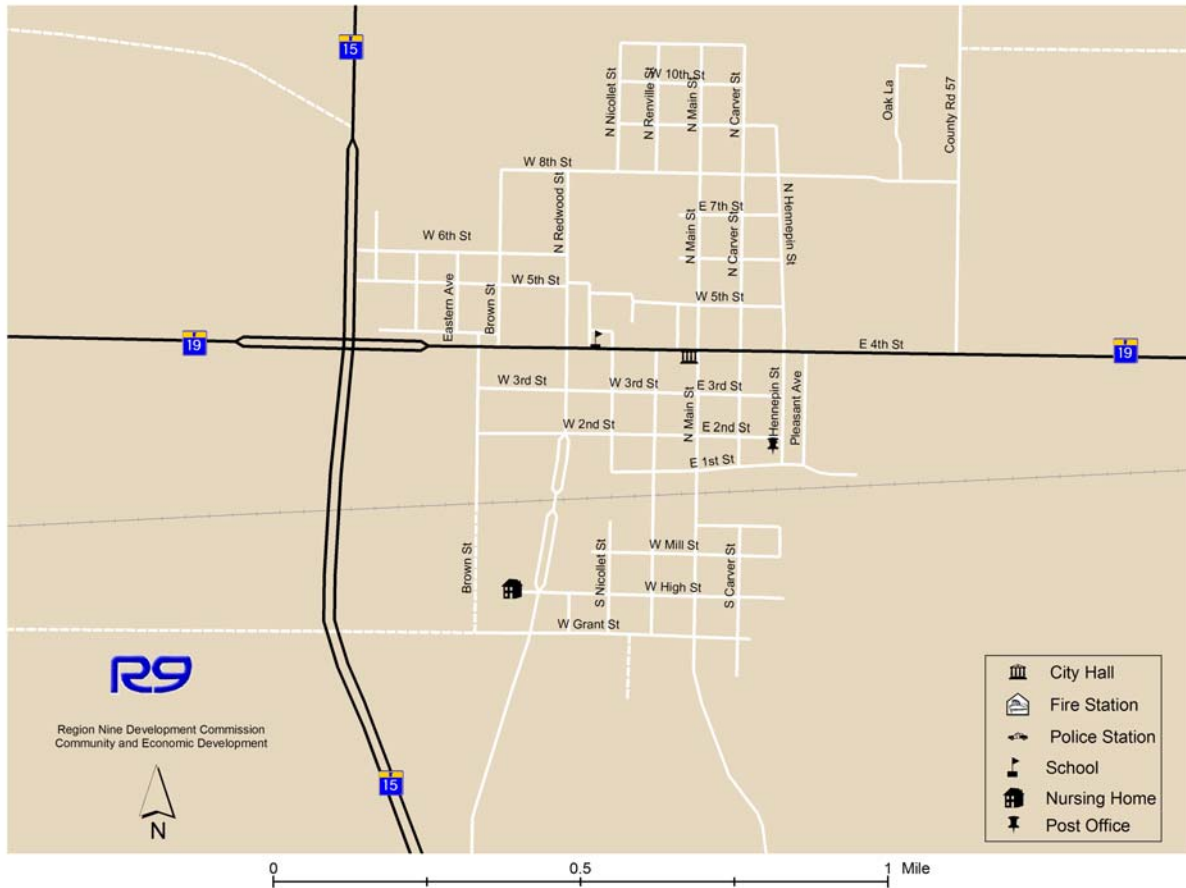 15
N Nicollet St
N Renville St
W 10th St
N Main St
N Carver St
Oak La
County Rd 57
W 8th St
N Redwood St
E 7th St
N Hennepin St
N Main St
N Carver St
W 6th St
W 5th St
Eastern Ave
Brown St
W 5th St
19
E 4th St
19
W 3rd St
W 3rd St
E 3rd St
N Main St
Hennepin St
Pleasant Ave
W 2nd St
E 2nd St
E 1st St
Brown St
S Nicollet St
W Mill St
S Carver St
W High St
W Grant St
R9
Region Nine Development Commission
Community and Economic Development
N
15
City Hall
Fire Station
Police Station
School
Nursing Home
Post Office
0 0.5 1 Mile